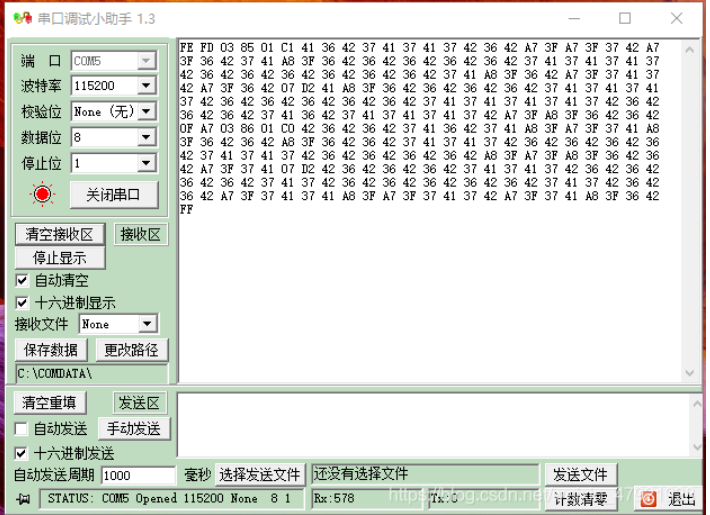 串口调试小助手 1.3
端 口 COM5
波特率 115200
校验位 None (无)
数据位 8
停止位 1
关闭串口
清空接收区 接收区
停止显示
自动清空
十六进制显示
接收文件 None
保存数据 更改路径
C:\COMDATA\
FE FD 03 85 01 C1 41 36 42 37 41 37 41 37 42 36 42 A7 3F A7 3F 37 42 A7
3F 36 42 37 41 A8 3F 36 42 36 42 36 42 36 42 36 42 37 41 37 41 37 41 37
42 36 42 36 42 36 42 36 42 36 42 36 42 37 41 A8 3F 36 42 A7 3F 37 41 37
42 A7 3F 36 42 07 D2 41 A8 3F 36 42 36 42 36 42 36 42 37 41 37 41 37 41
37 42 36 42 36 42 36 42 36 42 36 42 37 41 37 41 37 41 37 41 37 42 36 42
36 42 36 42 37 41 36 42 37 41 37 41 37 41 37 42 A7 3F A8 3F 36 42 36 42
0F A7 03 86 01 C0 42 36 42 36 42 37 41 36 42 37 41 A8 3F A7 3F 37 41 A8
3F 36 42 36 42 A8 3F 36 42 36 42 36 42 36 42 36 42 36 42 36 42 36 42 36
42 37 41 37 41 37 42 36 42 36 42 36 42 36 42 A8 3F A7 3F A8 3F 36 42 36
42 A7 3F 37 41 07 D2 42 36 42 36 42 36 42 36 42 36 42 36 42 37 41 37 41
36 42 36 42 37 41 37 42 36 42 36 42 36 42 36 42 36 42 37 41 37 42 36 42
36 42 A7 3F 37 41 37 41 A8 3F A7 3F 37 41 37 42 A7 3F 37 41 A8 3F 36 42
FF
清空重填 发送区
自动发送 手动发送
十六进制发送
自动发送周期 1000 毫秒 选择发送文件 还没有选择文件 发送文件
STATUS: COM5 Opened 115200 None 8 1 Rx:578 Tx:0 计数清零 退出